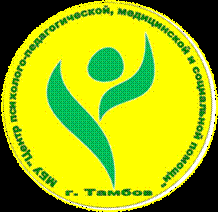 МБУ "Центр психолого-педагогической, медицинской и социальной помощи"
г. Тамбов